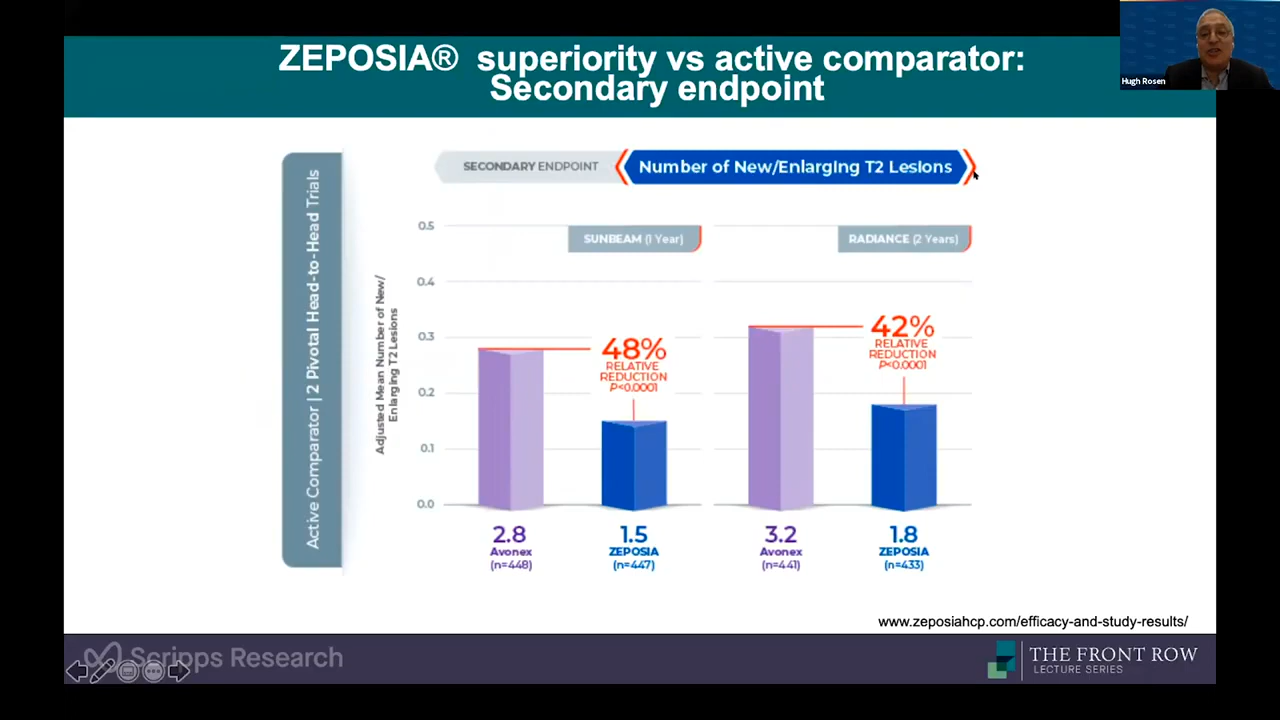 ZEPOSIA® superiority vs active comparator:
Secondary endpoint
Hugh Rosen
Active Comparator | 2 Pivotal Head-to-Head Trials
SECONDARY ENDPOINT
Number of New/Enlarging T2 Lesions
Adjusted Mean Number of New/
Enlarging T2 Lesions
0.5
0.4
0.3
0.2
0.1
0.0
SUNBEAM (1 Year)
48%
RELATIVE
REDUCTION
P<0.0001
2.8
Avonex
(n=448)
1.5
ZEPOSIA
(n=447)
RADIANCE (2 Years)
42%
RELATIVE
REDUCTION
P<0.0001
3.2
Avonex
(n=441)
1.8
ZEPOSIA
(n=433)
www.zeposiahcp.com/efficacy-and-study-results/
Scripps Research
THE FRONT ROW
LECTURE SERIES